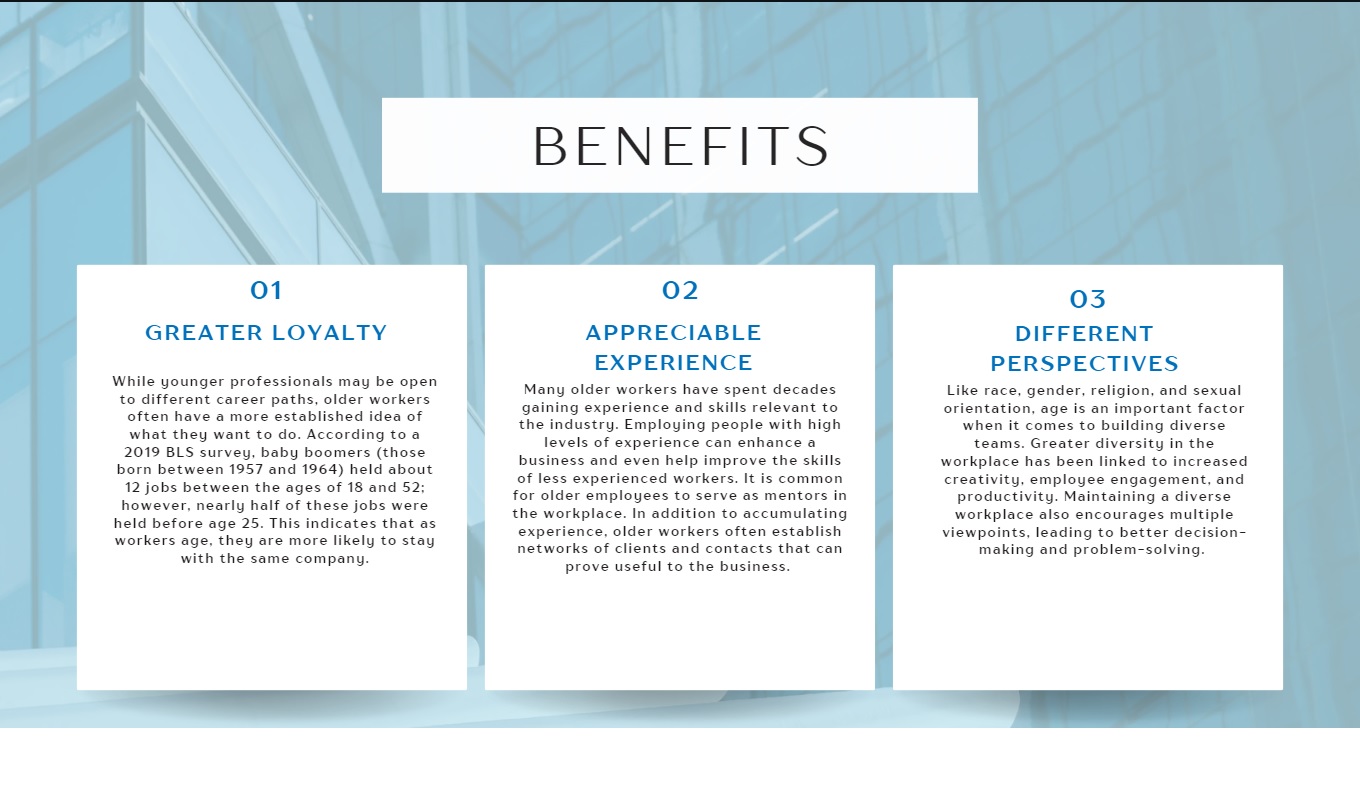 BENEFITS
01
GREATER LOYALTY
While younger professionals may be open
to different career paths, older workers
often have a more established idea of
what they want to do. According to a
2019 BLS survey, baby boomers (those
born between 1957 and 1964) held about
12 jobs between the ages of 18 and 52;
however, nearly half of these jobs were
held before age 25. This indicates that as
workers age, they are more likely to stay
with the same company.
02
APPRECIABLE
EXPERIENCE
Many older workers have spent decades
gaining experience and skills relevant to
the industry. Employing people with high
levels of experience can enhance a
business and even help improve the skills
of less experienced workers. It is common
for older employees to serve as mentors in
the workplace. In addition to accumulating
experience, older workers often establish
networks of clients and contacts that can
prove useful to the business.
03
DIFFERENT
PERSPECTIVES
Like race, gender, religion, and sexual
orientation, age is an important factor
when it comes to building diverse
teams. Greater diversity in the
workplace has been linked to increased
creativity, employee engagement, and
productivity. Maintaining a diverse
workplace also encourages multiple
viewpoints, leading to better decision-
making and problem-solving.